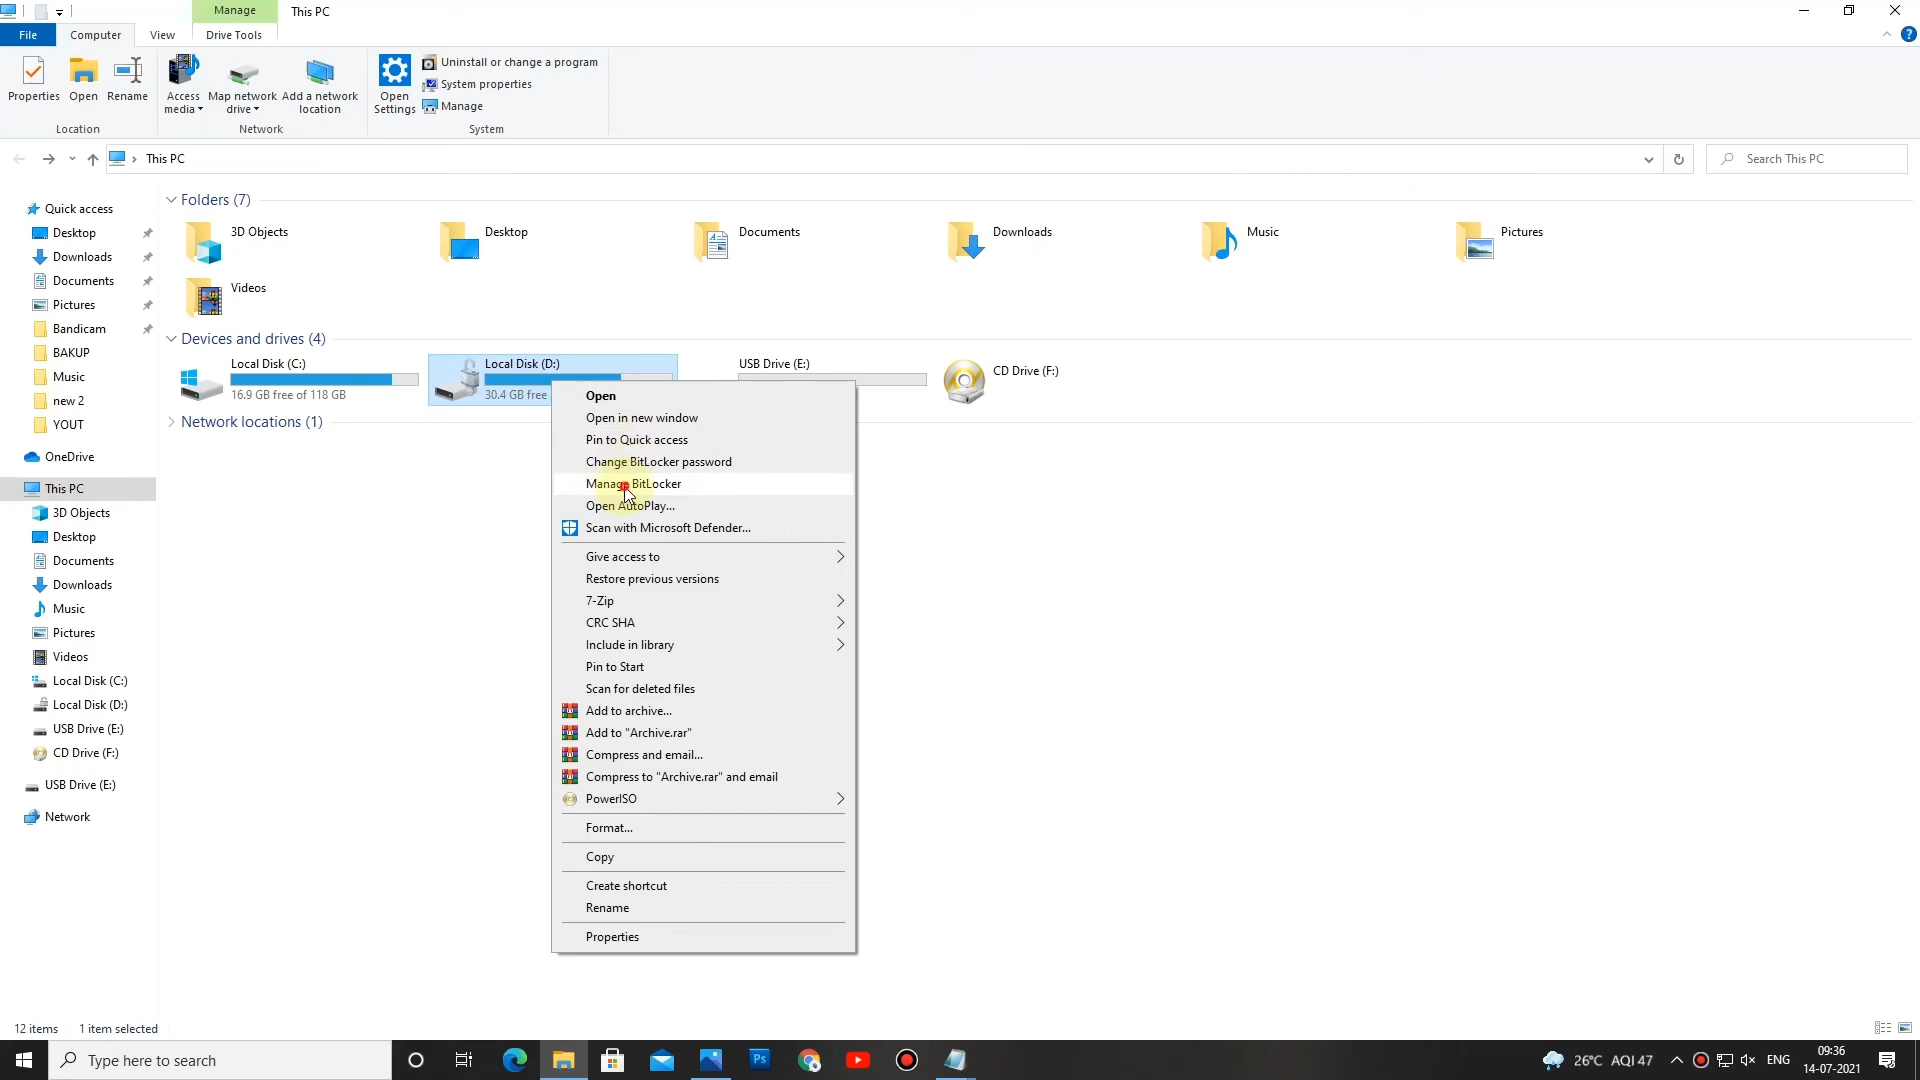 Manage
This PC
File
Computer
View
Drive Tools
Properties
Open
Rename
Access media
Map network drive
Add a network location
Open Settings
Uninstall or change a program
System properties
Manage
Location
Network
System
This PC
Search This PC
Quick access
Desktop
Downloads
Documents
Pictures
Bandicam
BAKUP
Music
new 2
YOUT
OneDrive
This PC
3D Objects
Desktop
Documents
Downloads
Music
Pictures
Videos
Local Disk (C:)
Local Disk (D:)
USB Drive (E:)
CD Drive (F:)
USB Drive (E:)
Network
Folders (7)
3D Objects
Desktop
Documents
Downloads
Music
Pictures
Videos
Devices and drives (4)
Local Disk (C:)
16.9 GB free of 118 GB
Local Disk (D:)
30.4 GB free
USB Drive (E:)
CD Drive (F:)
Network locations (1)
Open
Open in new window
Pin to Quick access
Change BitLocker password
Manage BitLocker
Open AutoPlay...
Scan with Microsoft Defender...
Give access to
Restore previous versions
7-Zip
CRC SHA
Include in library
Pin to Start
Scan for deleted files
Add to archive...
Add to "Archive.rar"
Compress and email...
Compress to "Archive.rar" and email
PowerISO
Format...
Copy
Create shortcut
Rename
Properties
12 items
1 item selected
Type here to search
Ps
26°C AQI 47
ENG
09:36
14-07-2021